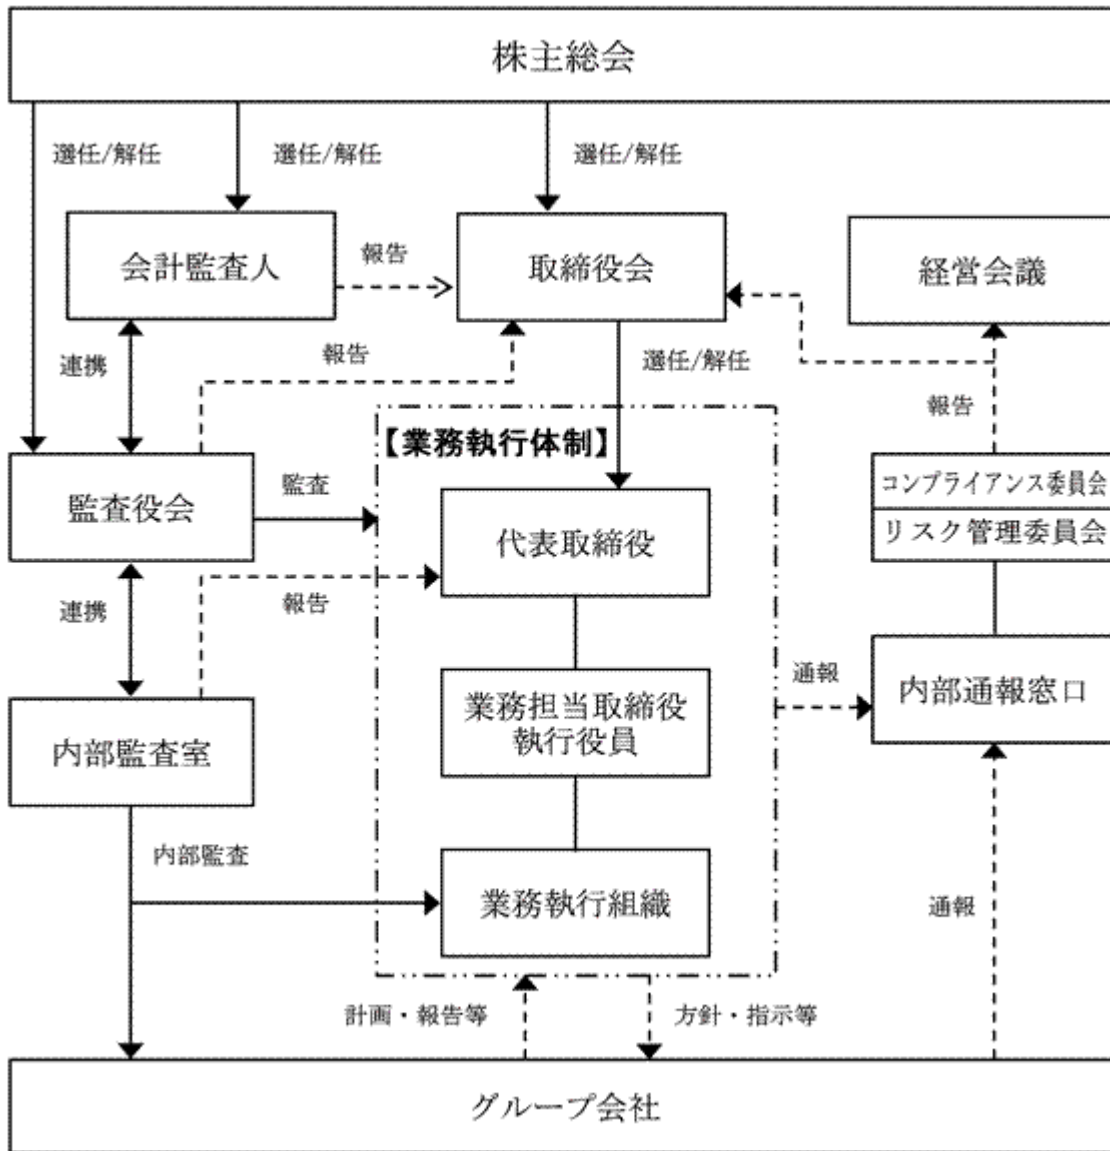 株主総会
選任/解任
選任/解任
選任/解任
会計監査人
報告
取締役会
経営会議
連携
報告
選任/解任
報告
【業務執行体制】
監査役会
監査
コンプライアンス委員会
リスク管理委員会
代表取締役
連携
報告
通報
内部通報窓口
業務担当取締役
執行役員
内部監査室
内部監査
業務執行組織
通報
計画・報告等
方針・指示等
グループ会社